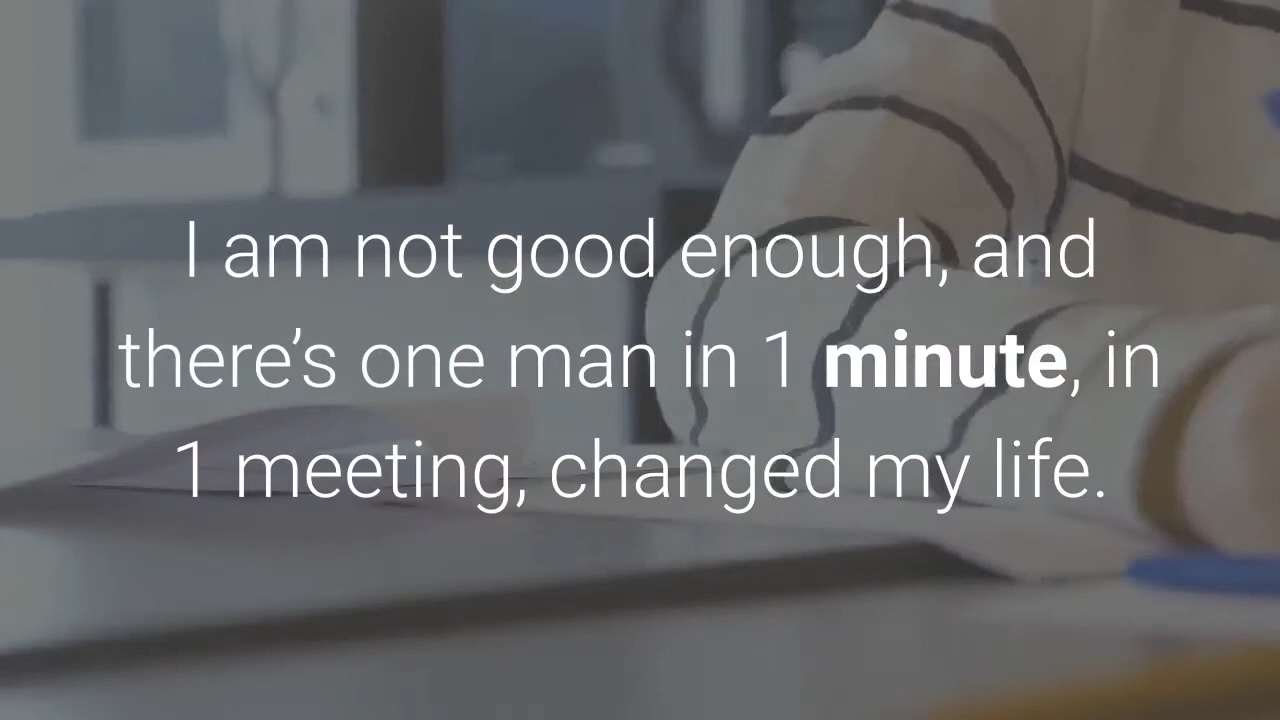 I am not good enough, and
there’s one man in 1 minute, in
1 meeting, changed my life.